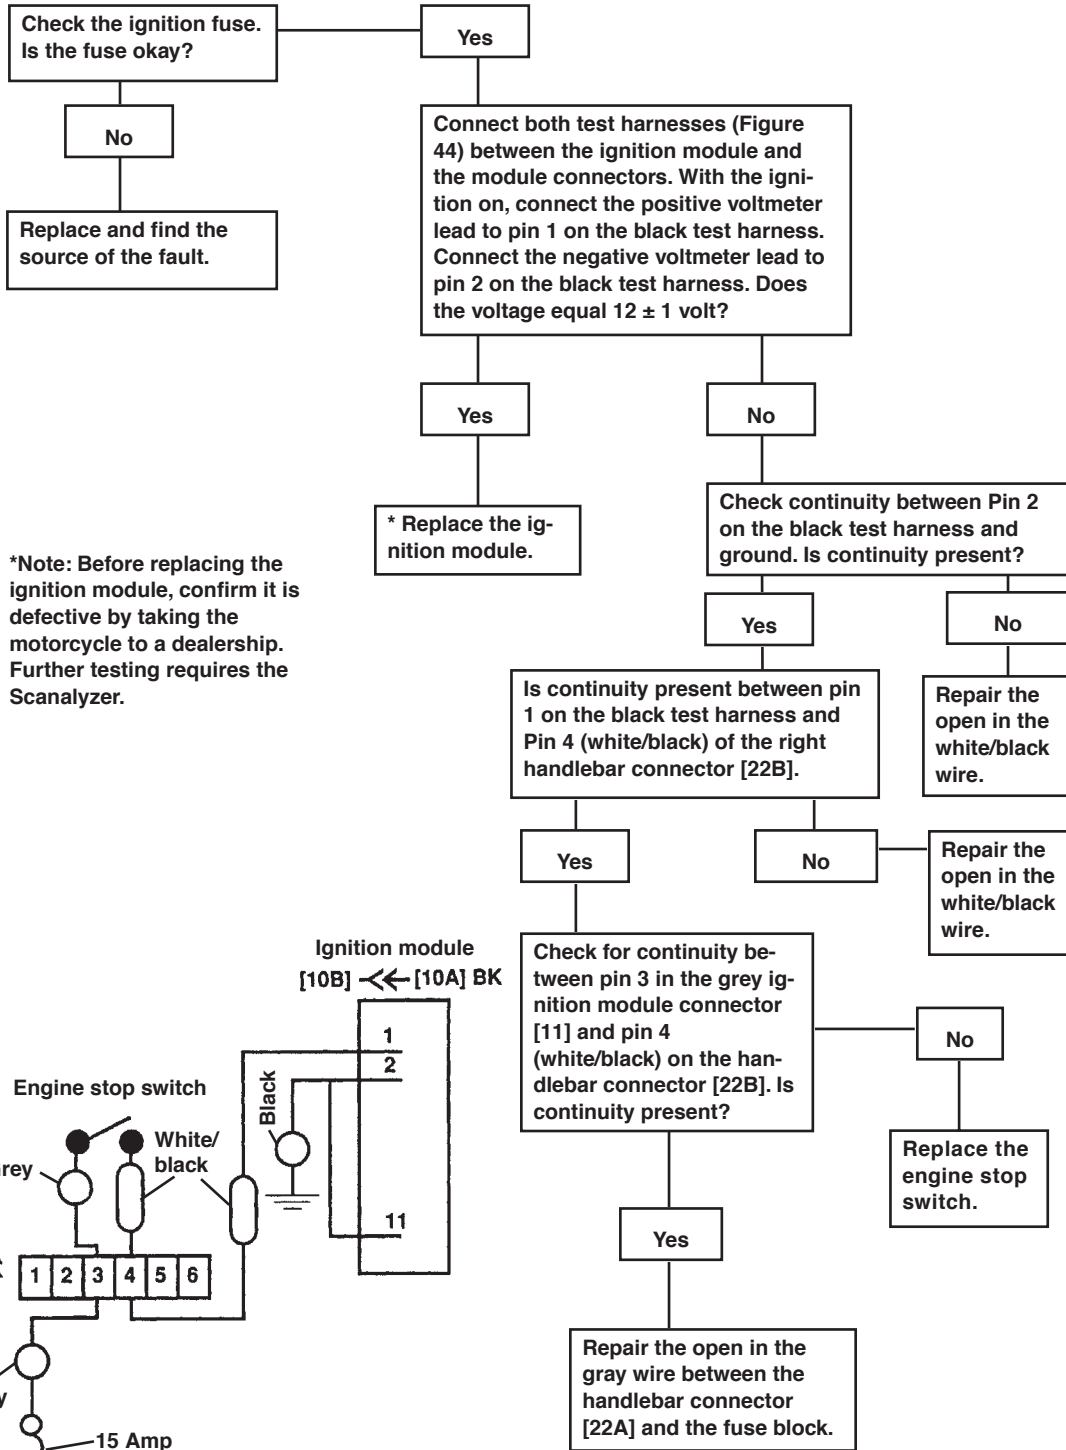 Check the ignition fuse.
Is the fuse okay?
Yes
No
Replace and find the
source of the fault.
Connect both test harnesses (Figure
44) between the ignition module and
the module connectors. With the igni-
tion on, connect the positive voltmeter
lead to pin 1 on the black test harness.
Connect the negative voltmeter lead to
pin 2 on the black test harness. Does
the voltage equal 12 ± 1 volt?
Yes
No
* Replace the ig-
nition module.
*Note: Before replacing the
ignition module, confirm it is
defective by taking the
motorcycle to a dealership.
Further testing requires the
Scanalyzer.
Check continuity between Pin 2
on the black test harness and
ground. Is continuity present?
Yes
No
Repair the
open in the
white/black
wire.
Is continuity present between pin
1 on the black test harness and
Pin 4 (white/black) of the right
handlebar connector [22B].
Yes
No
Repair the
open in the
white/black
wire.
Check for continuity be-
tween pin 3 in the grey ig-
nition module connector
[11] and pin 4
(white/black) on the han-
dlebar connector [22B]. Is
continuity present?
No
Replace the
engine stop
switch.
Yes
Repair the open in the
gray wire between the
handlebar connector
[22A] and the fuse block.
Ignition module
[10B] [10A] BK
1
2
11
Black
Engine stop switch
White/
black
1 2 3 4 5 6
15 Amp